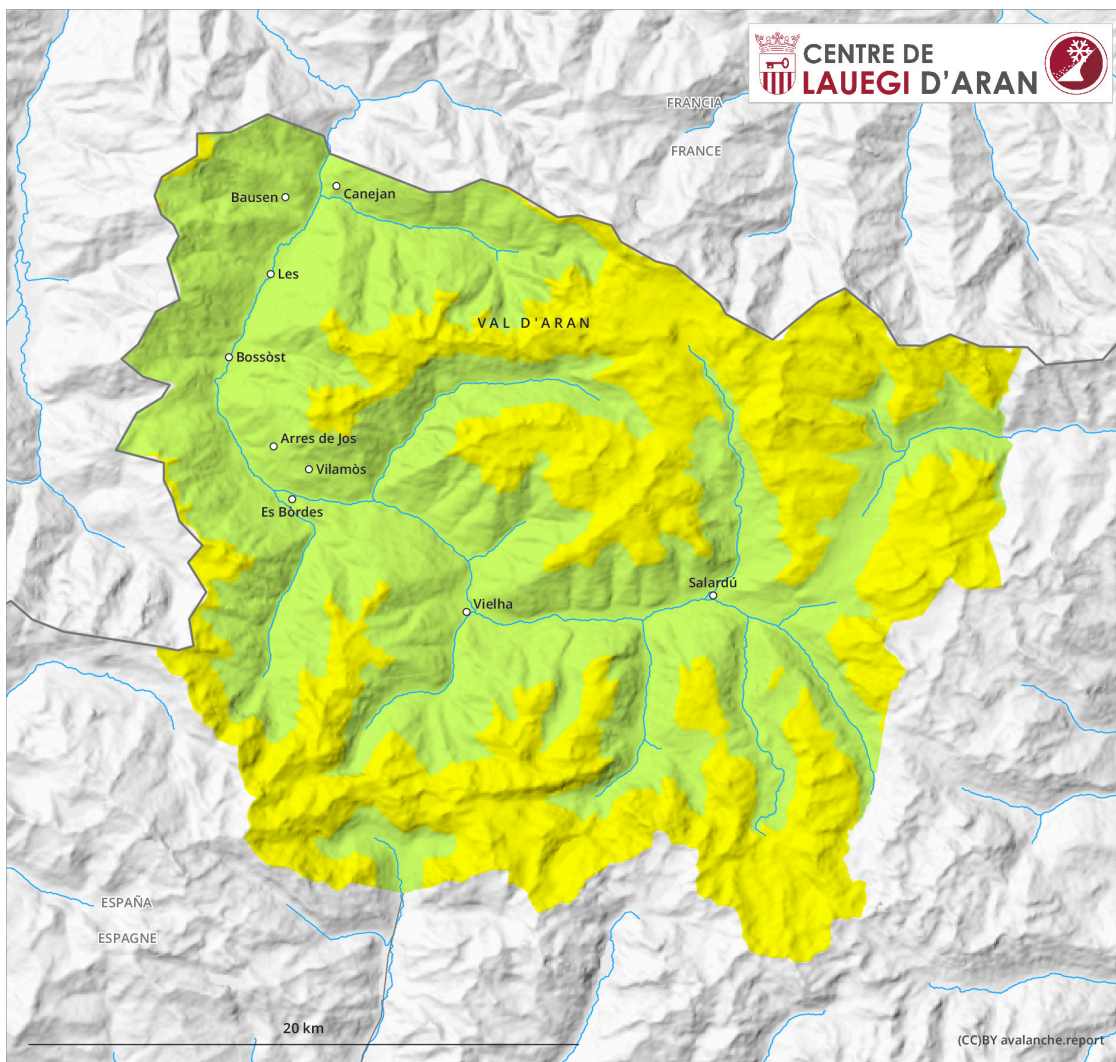 CENTRE DE
LAUEGI D'ARAN
FRANCIA
FRANCE
Bausen
Canejan
Les
VAL D'ARAN
Bossòst
Arres de Jos
Vilamòs
Es Bòrdes
Salardú
Vielha
ESPAÑA
ESPAGNE
20 km
(CC)BY avalanche.report